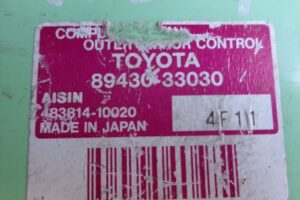 OUTER MIRROR CONTROL
TOYOTA
89430-33030
AISIN
483814-10020
4F11
MADE IN JAPAN